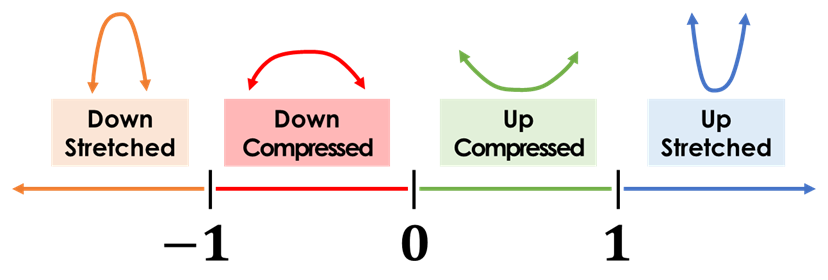 Down
Stretched
Down
Compressed
Up
Compressed
Up
Stretched
−1
0
1